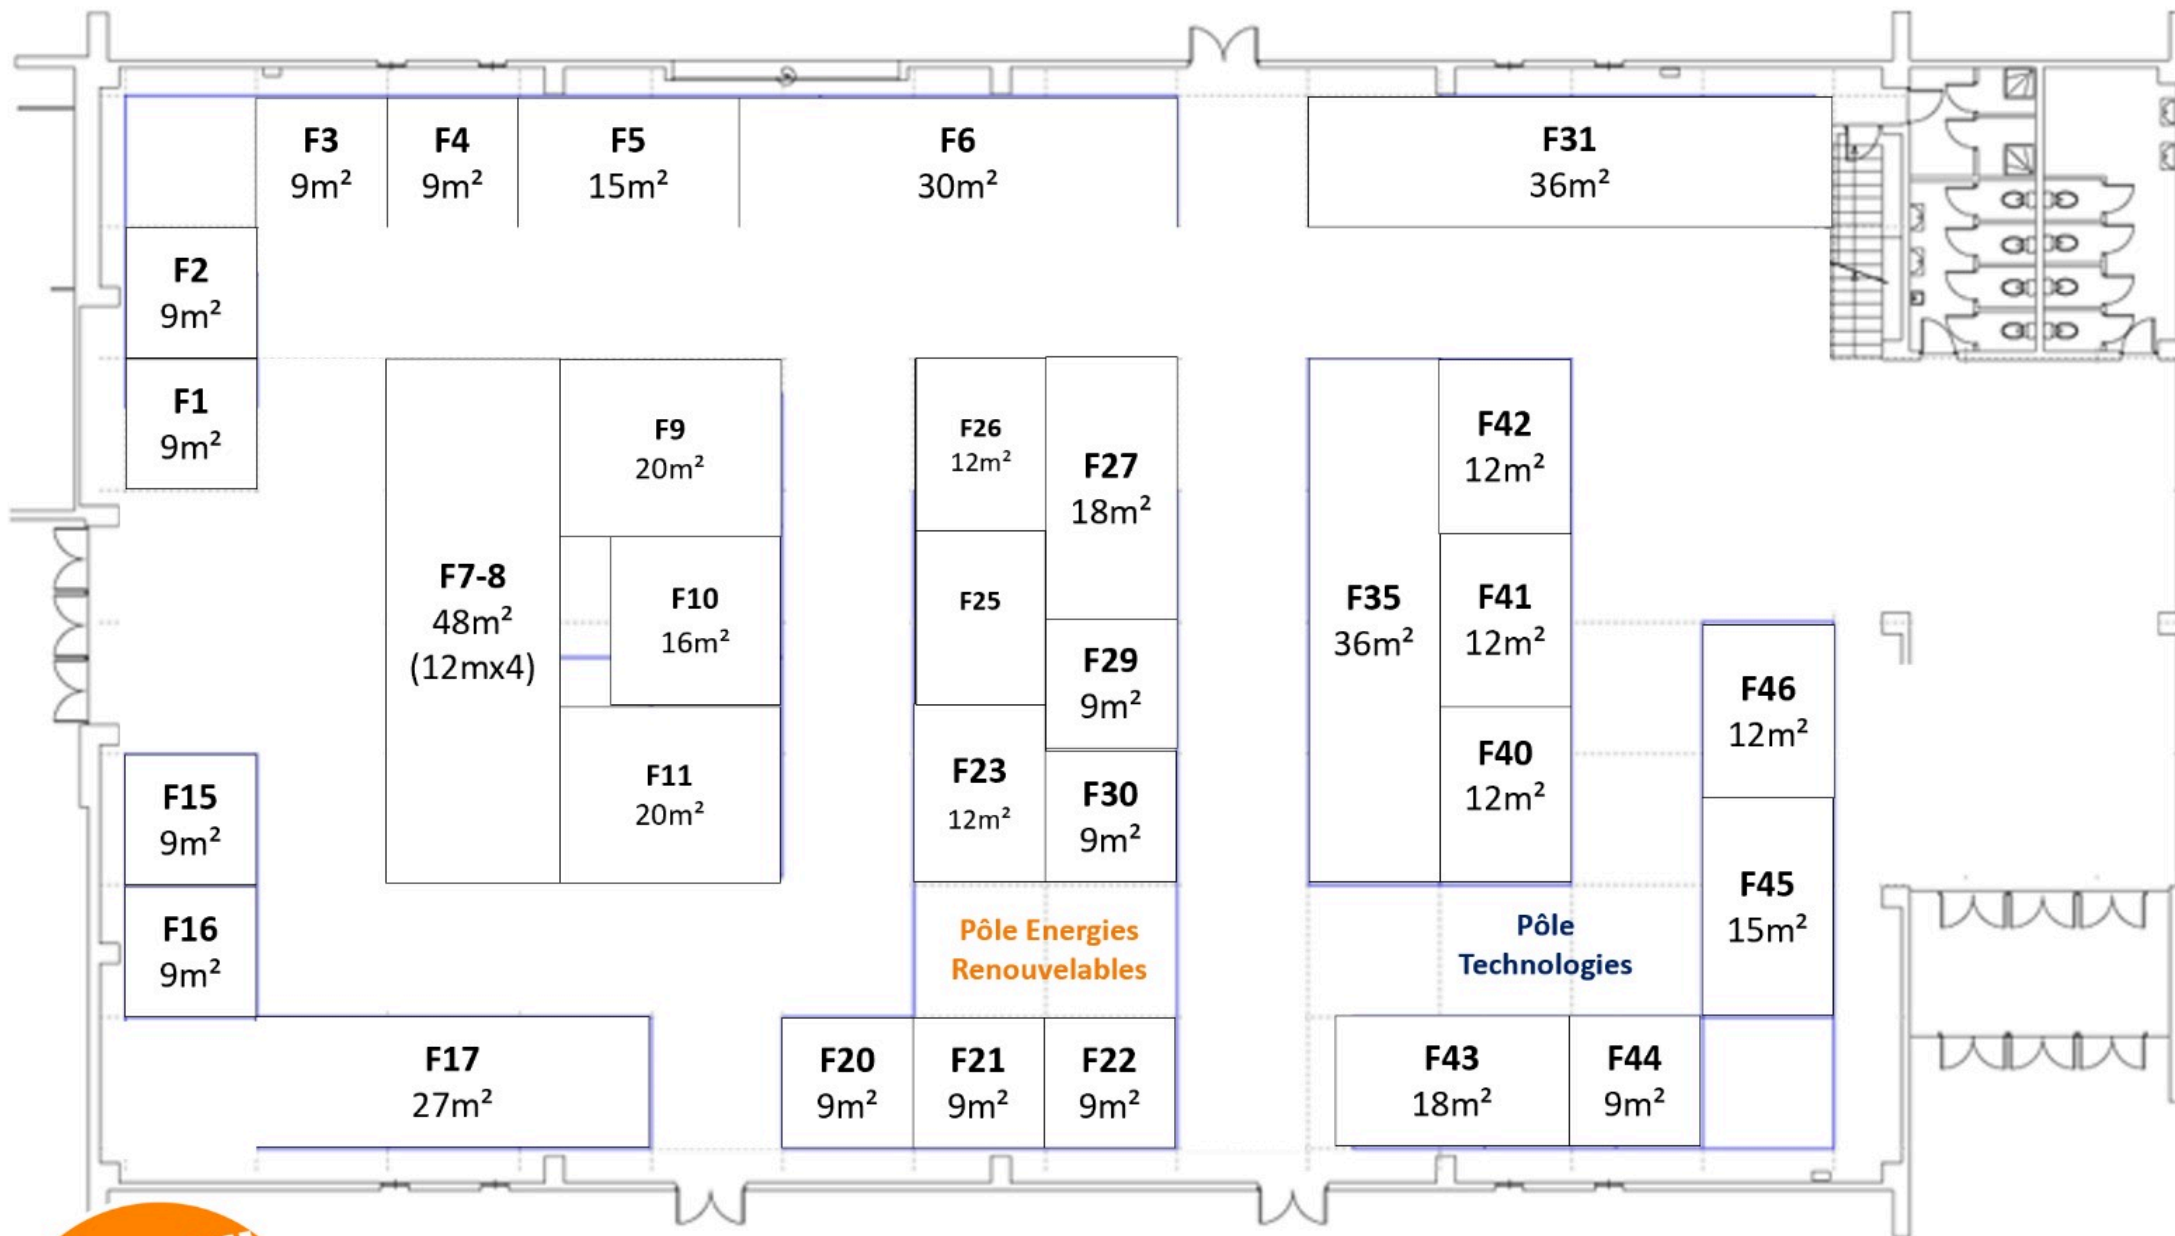 F3
9m²
F4
9m²
F5
15m²
F6
30m²
F31
36m²
F2
9m²
F1
9m²
F7-8
48m²
(12mx4)
F9
20m²
F10
16m²
F11
20m²
F26
12m²
F27
18m²
F25
F29
9m²
F23
12m²
F30
9m²
F35
36m²
F42
12m²
F41
12m²
F40
12m²
F46
12m²
F45
15m²
F15
9m²
F16
9m²
Pôle Energies
Renouvelables
Pôle
Technologies
F17
27m²
F20
9m²
F21
9m²
F22
9m²
F43
18m²
F44
9m²